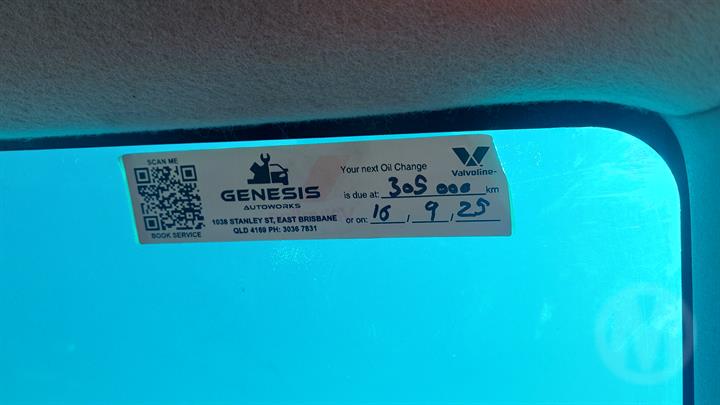 SCAN ME
BOOK SERVICE
GENESIS
AUTOWORKS
1038 STANLEY ST, EAST BRISBANE
QLD 4169 PH: 3036 7831
Your next Oil Change
is due at: 305 000 km
or on: 16 / 9 / 25
Valvoline
M